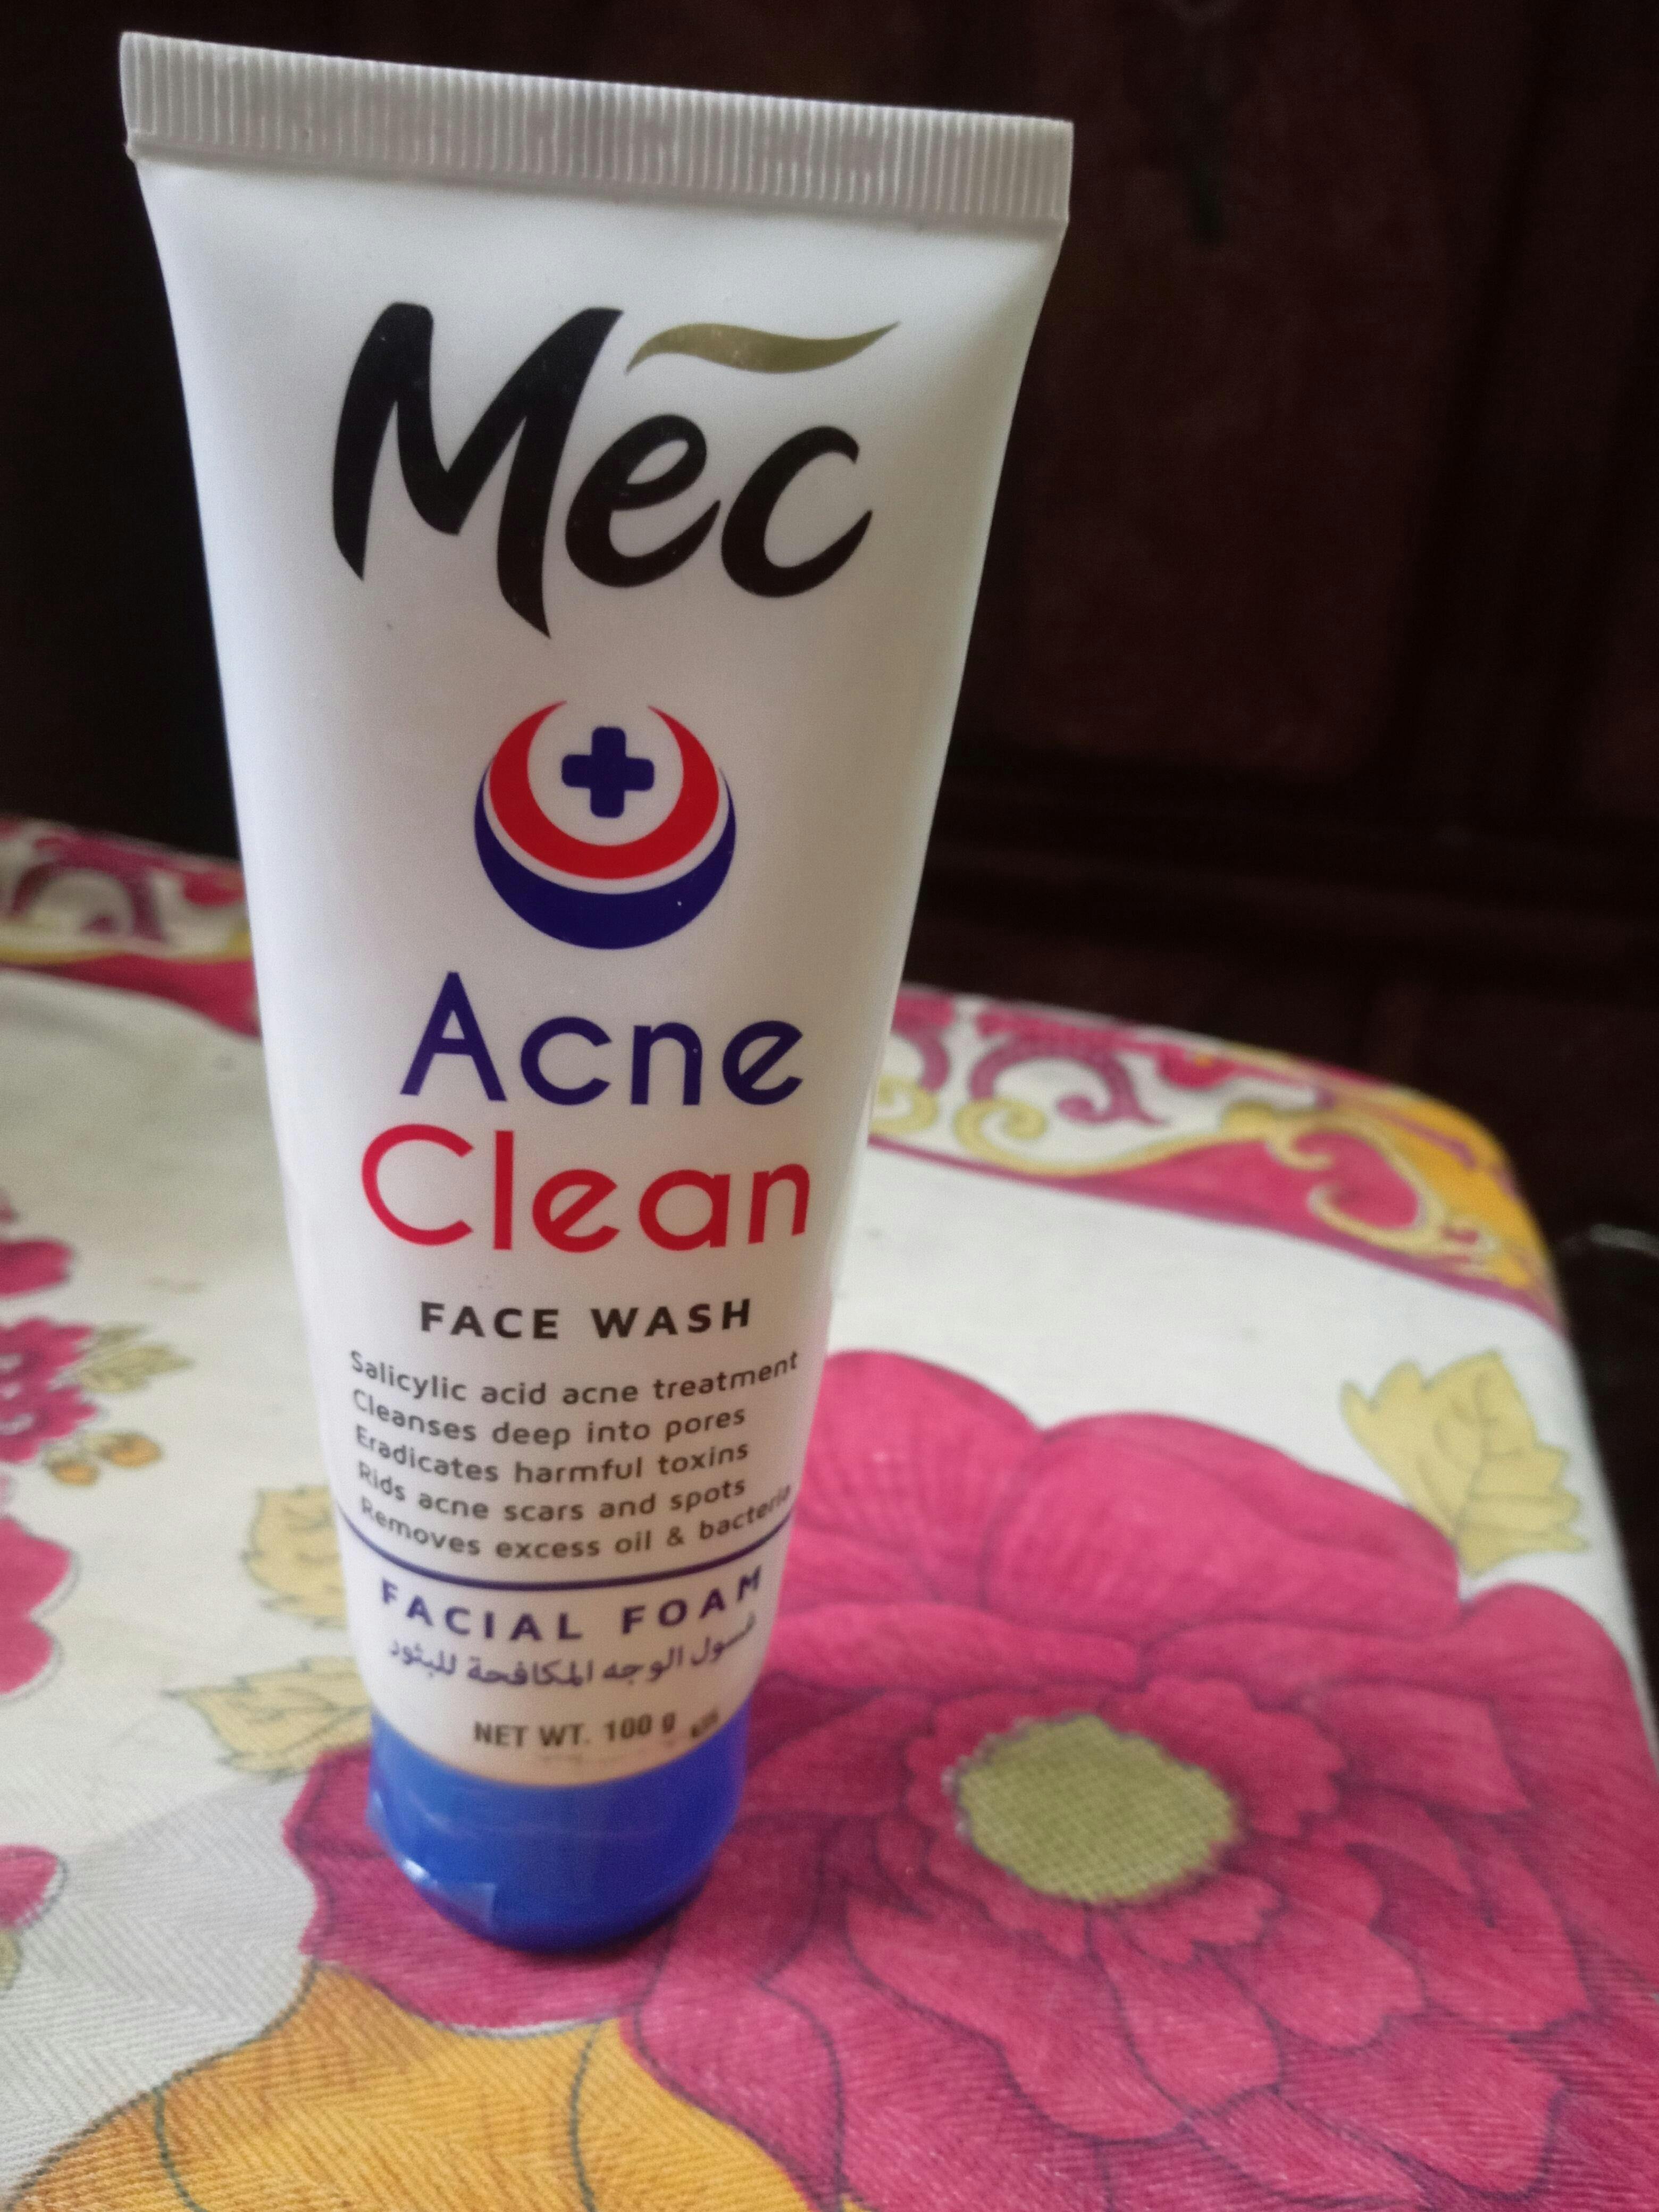 Mec
Acne
Clean
FACE WASH
Salicylic acid acne treatment
Cleanses deep into pores
Eradicates harmful toxins
Rids acne scars and spots
Removes excess oil & bacteria
FACIAL FOAM
غسول الوجه المكافحة للبثور
NET WT. 100 g